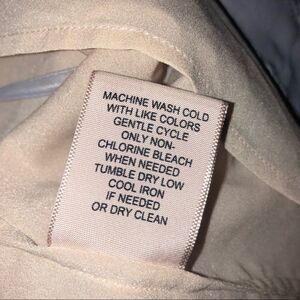 MACHINE WASH COLD
WITH LIKE COLORS
GENTLE CYCLE
ONLY NON-
CHLORINE BLEACH
WHEN NEEDED
TUMBLE DRY LOW
COOL IRON
IF NEEDED
OR DRY CLEAN